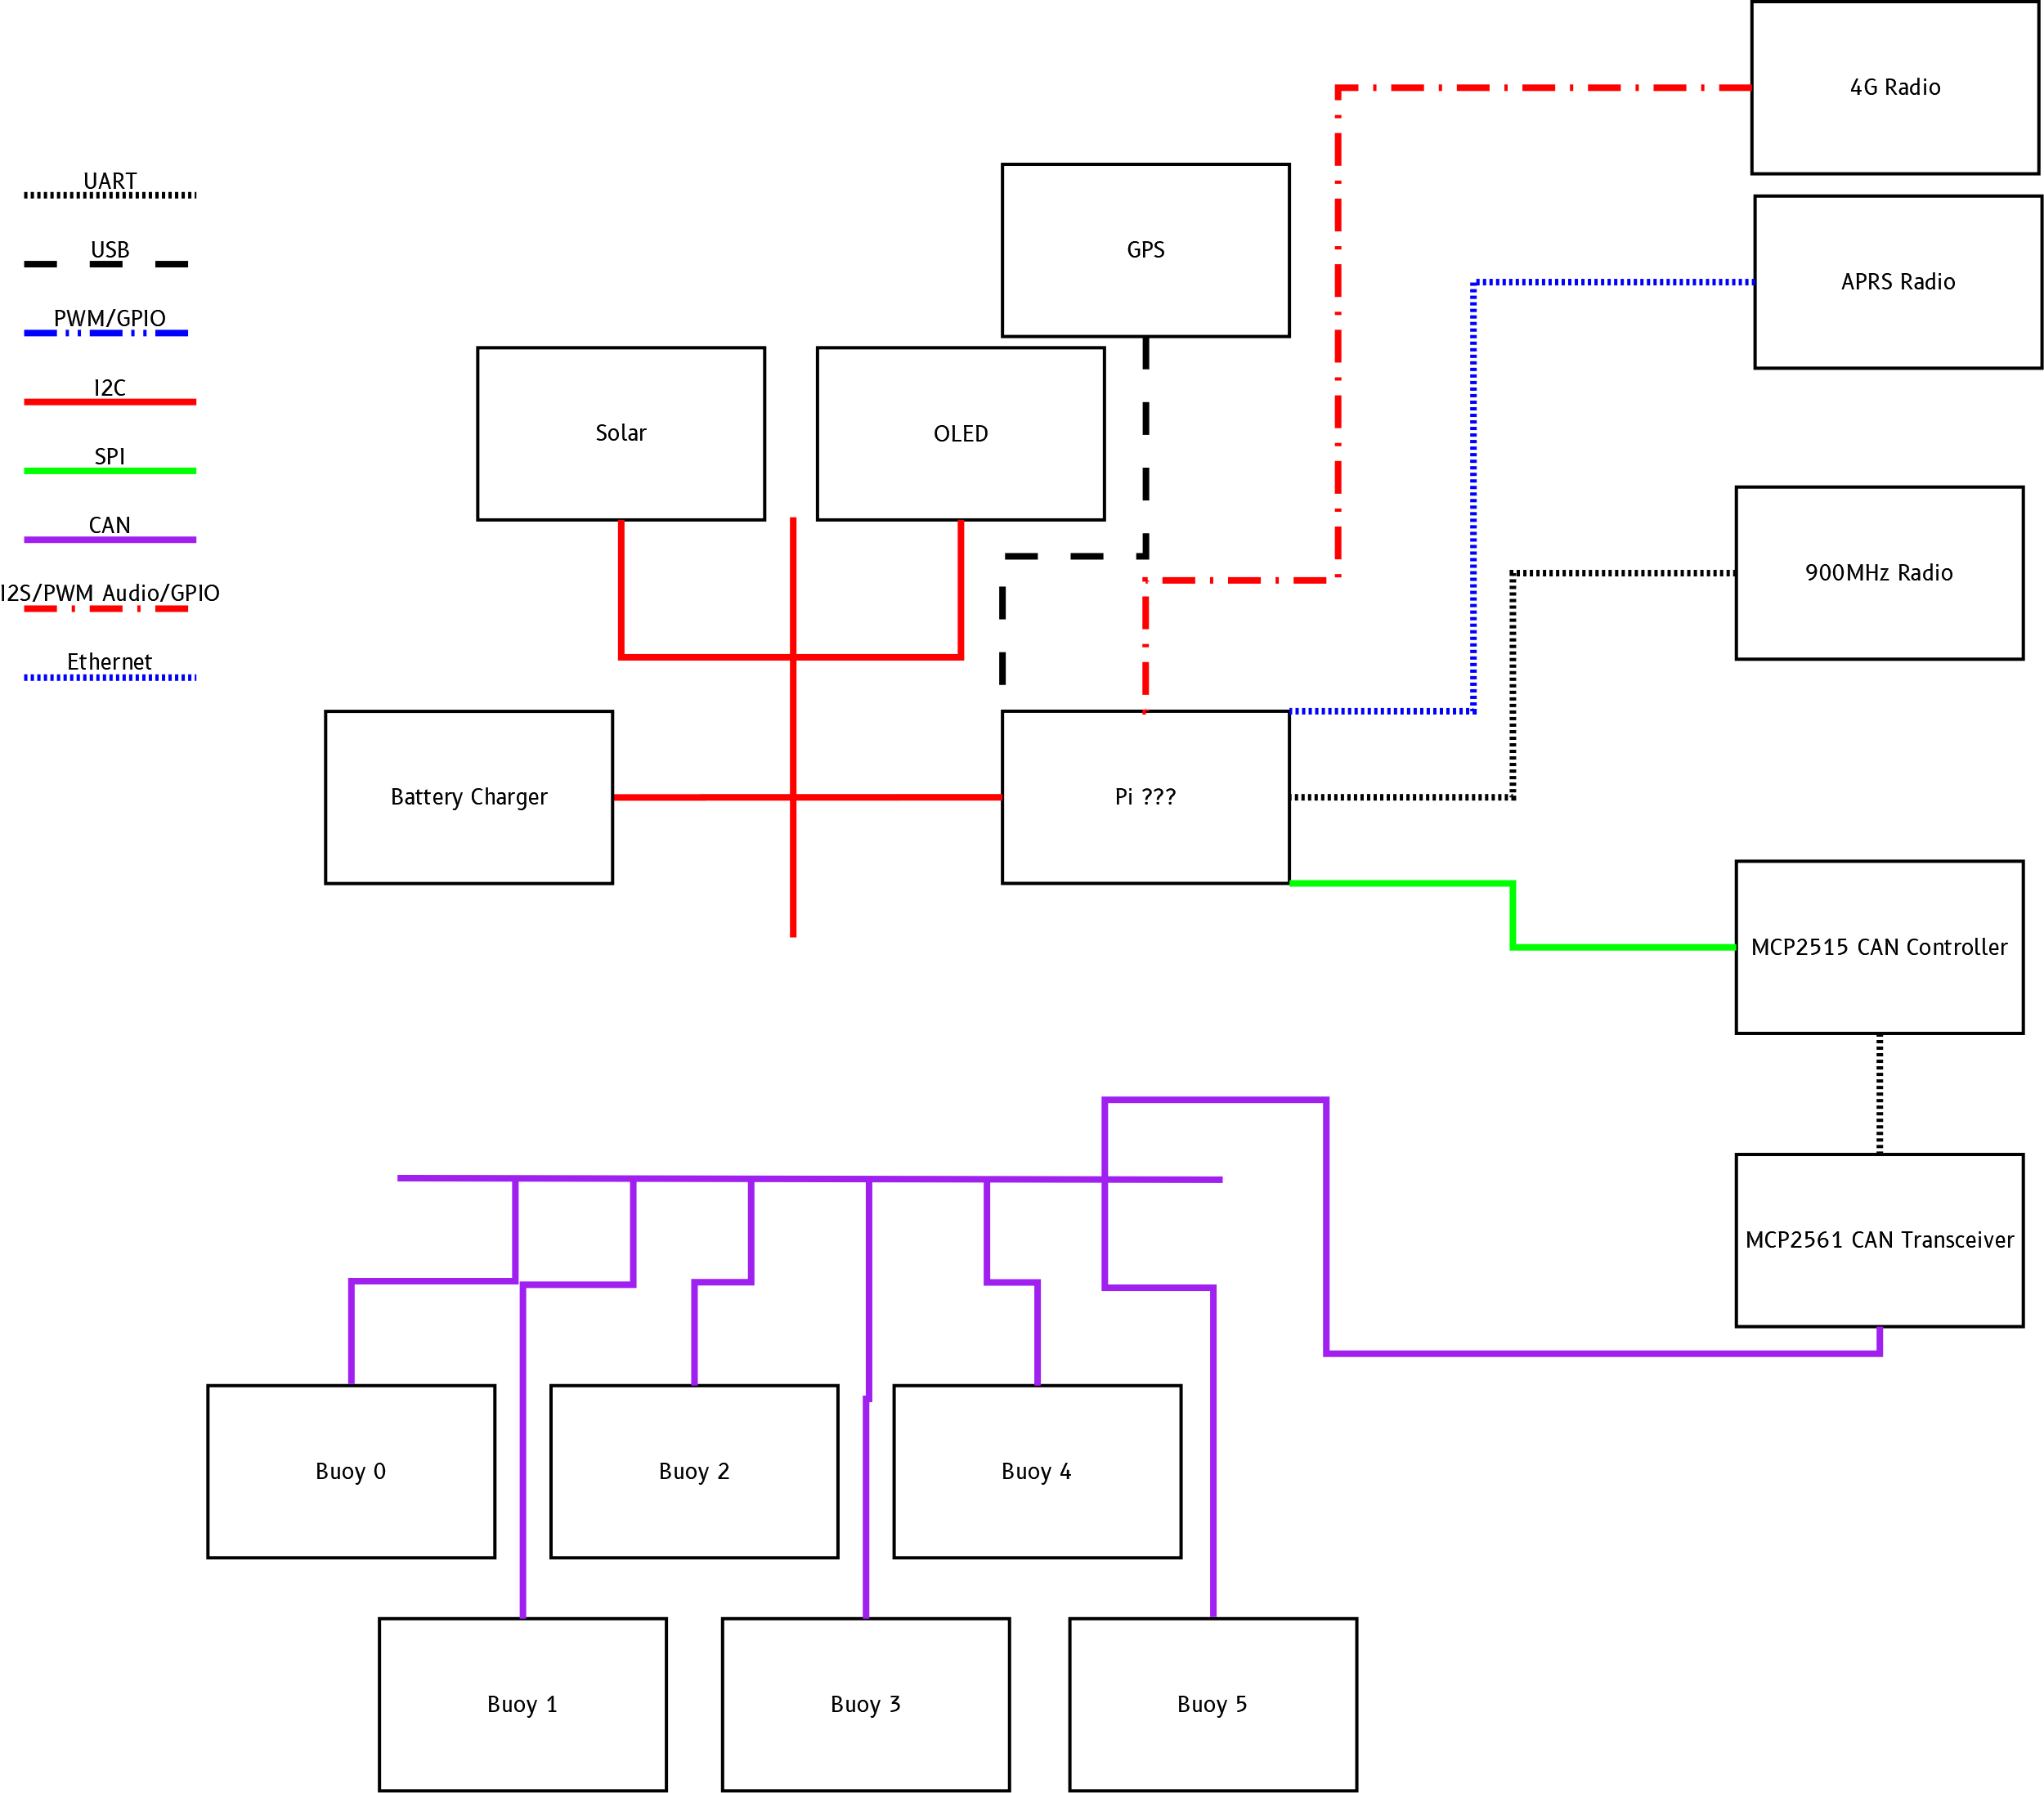 4G Radio
UART
USB
PWM/GPIO
I2C
SPI
CAN
I2S/PWM Audio/GPIO
Ethernet
GPS
APRS Radio
Solar
OLED
900MHz Radio
Battery Charger
Pi ???
MCP2515 CAN Controller
MCP2561 CAN Transceiver
Buoy 0
Buoy 2
Buoy 4
Buoy 1
Buoy 3
Buoy 5